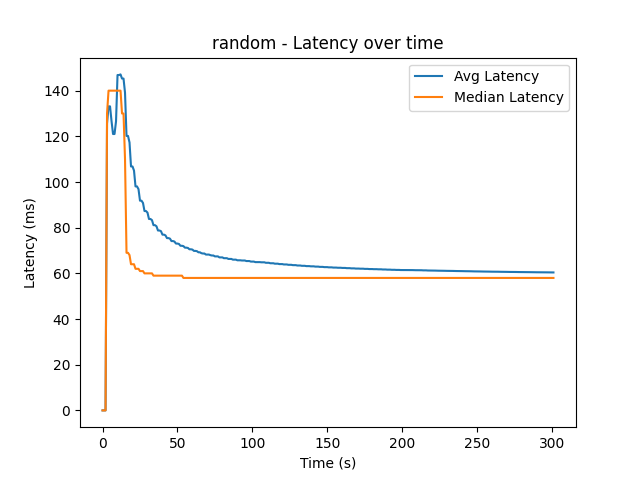 random - Latency over time
Avg Latency
Median Latency
Latency (ms)
140
120
100
80
60
40
20
0
0 50 100 150 200 250 300
Time (s)